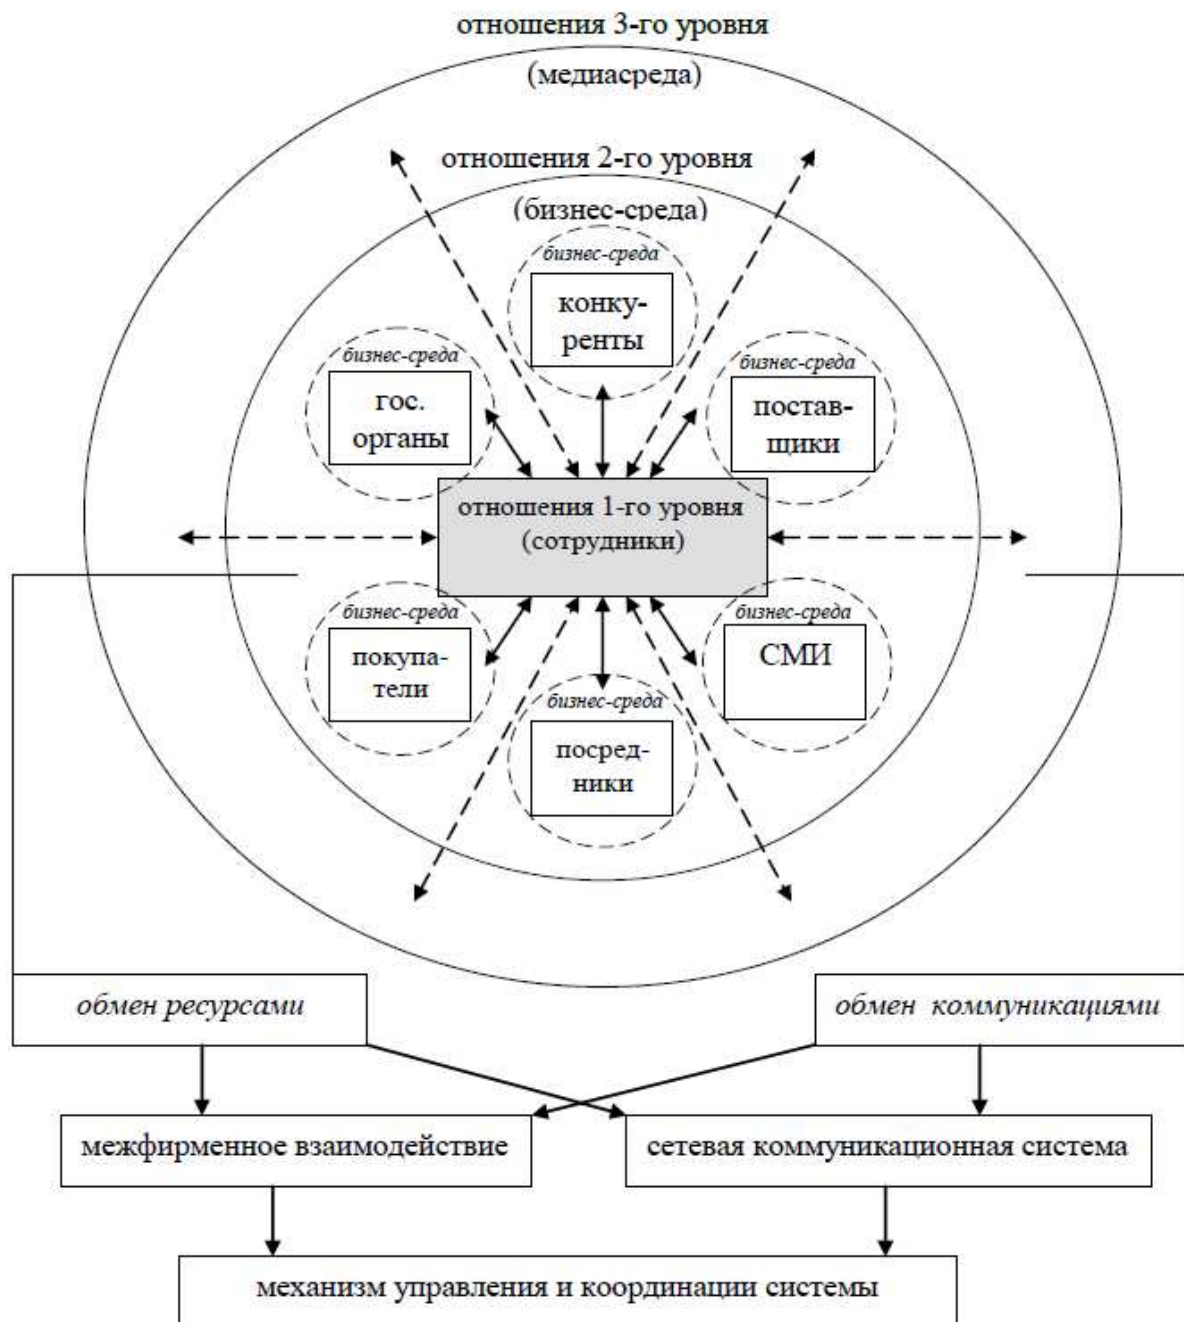 отношения 3-го уровня
(медиасреда)
отношения 2-го уровня
(бизнес-среда)
бизнес-среда
конку-
ренты
бизнес-среда
гос.
органы
бизнес-среда
постав-
щики
отношения 1-го уровня
(сотрудники)
бизнес-среда
покупа-
тели
бизнес-среда
СМИ
бизнес-среда
посред-
ники
обмен ресурсами
обмен коммуникациями
межфирменное взаимодействие
сетевая коммуникационная система
механизм управления и координации системы